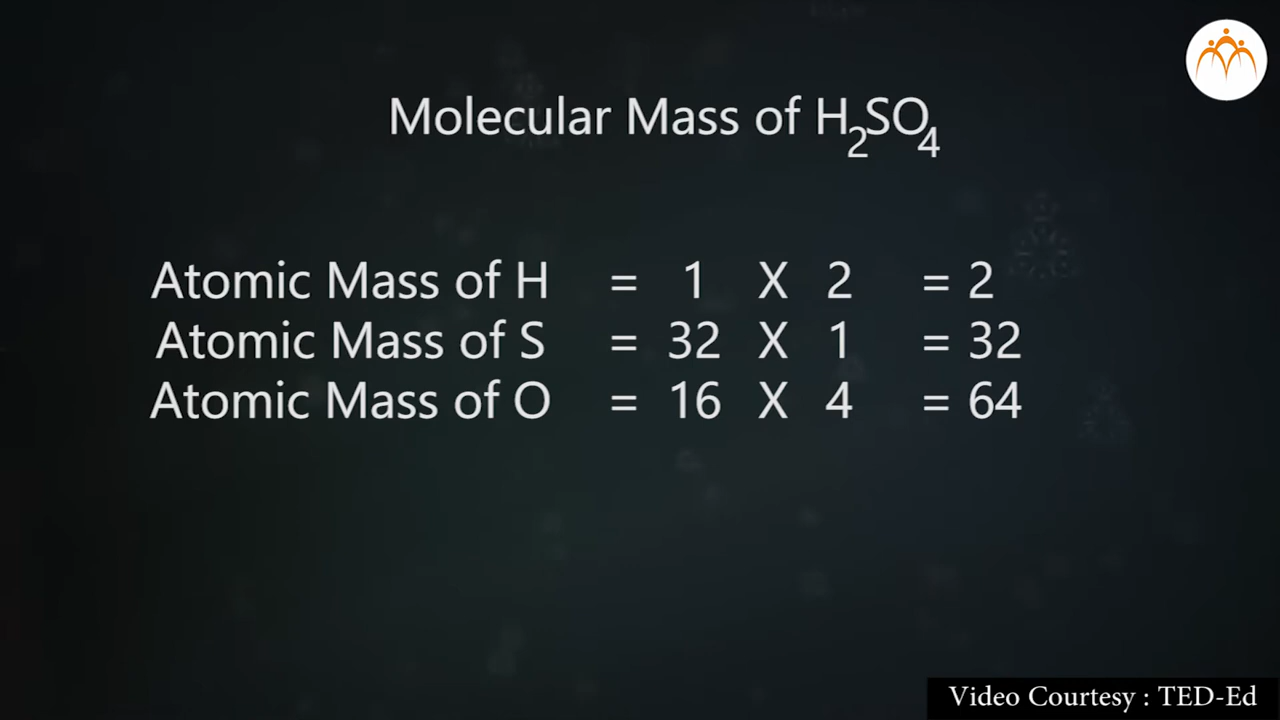 Molecular Mass of H₂SO₄
Atomic Mass of H = 1 X 2 = 2
Atomic Mass of S = 32 X 1 = 32
Atomic Mass of O = 16 X 4 = 64
Video Courtesy : TED-Ed